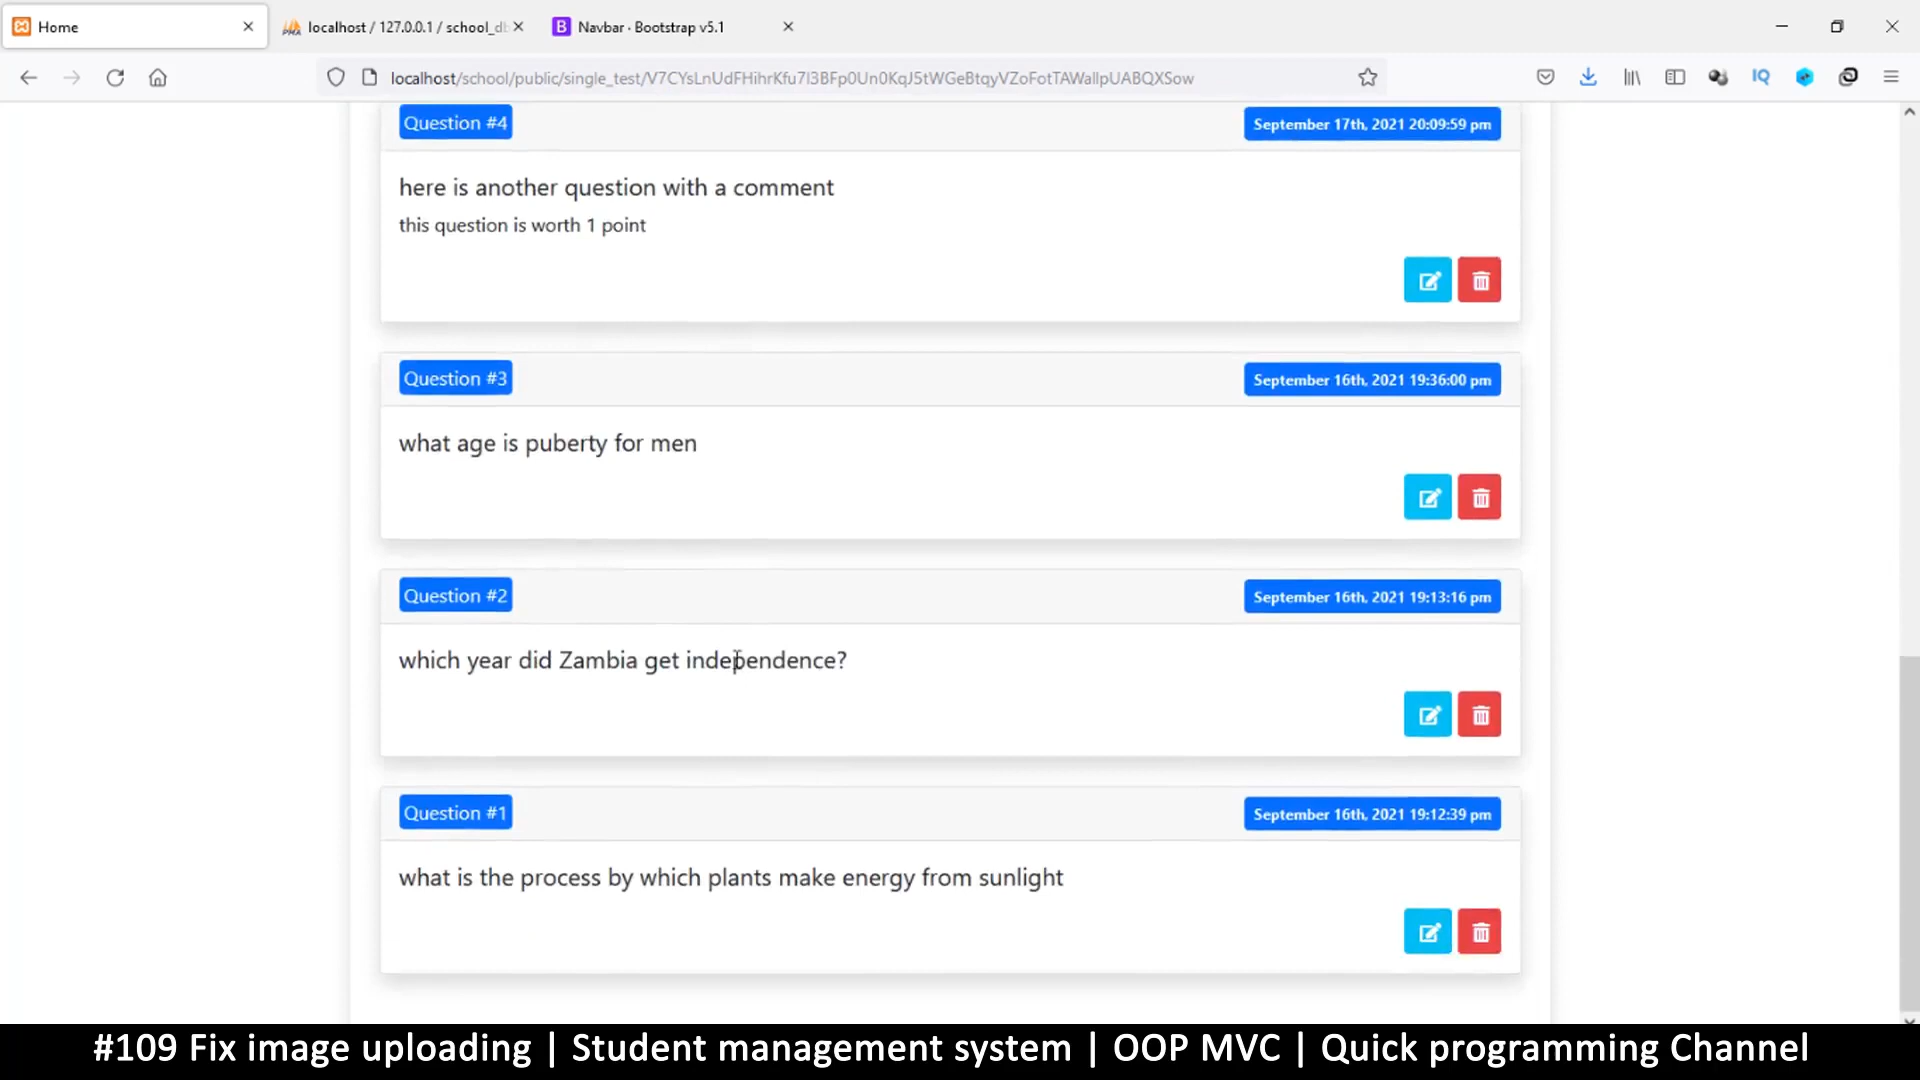 Home
localhost / 127.0.0.1 / school_db
Navbar · Bootstrap v5.1
localhost/school/public/single_test/V7CYsLnUdFHihrKfu7I3BFp0Un0KqJ5tWGeBtqyVZoFotTAWallpUABQXSow
IQ
Question #4
September 17th, 2021 20:09:59 pm
here is another question with a comment
this question is worth 1 point
Question #3
September 16th, 2021 19:36:00 pm
what age is puberty for men
Question #2
September 16th, 2021 19:13:16 pm
which year did Zambia get independence?
Question #1
September 16th, 2021 19:12:39 pm
what is the process by which plants make energy from sunlight
#109 Fix image uploading | Student management system | OOP MVC | Quick programming Channel